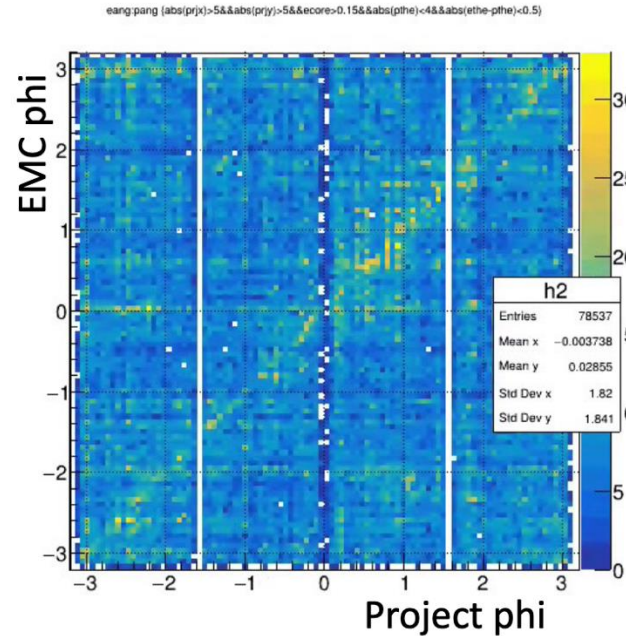 eang:pang {abs(prjx)>5&&abs(prjy)>5&&ecore>0.15&&abs(pthe)<4&&abs(ethe-pthe)<0.5}
EMC phi
3
2
1
0
−1
−2
−3
−3 −2 −1 0 1 2 3
Project phi
30
25
20
5
0
h2
Entries 78537
Mean x −0.003738
Mean y 0.02855
Std Dev x 1.82
Std Dev y 1.841